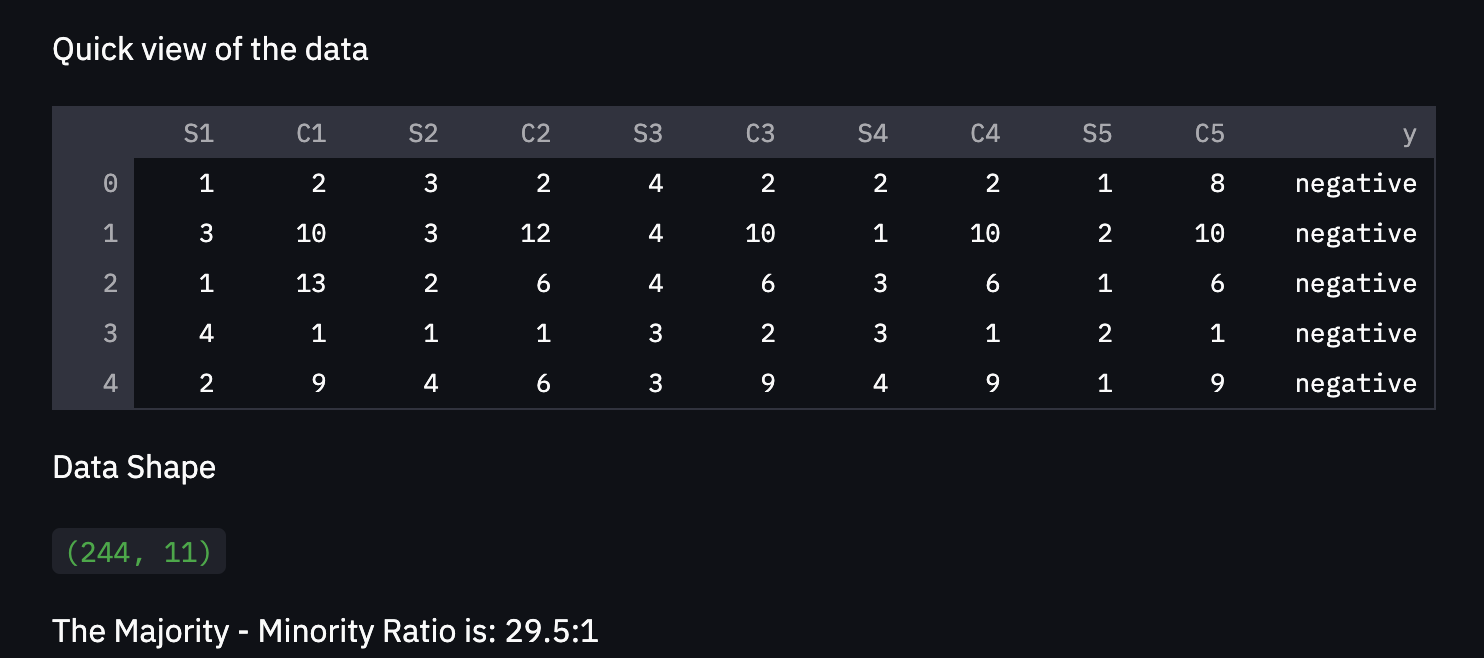 Quick view of the data
S1 C1 S2 C2 S3 C3 S4 C4 S5 C5 y
0 1 2 3 2 4 2 2 2 1 8 negative
1 3 10 3 12 4 10 1 10 2 10 negative
2 1 13 2 6 4 6 3 6 1 6 negative
3 4 1 1 1 3 2 3 1 2 1 negative
4 2 9 4 6 3 9 4 9 1 9 negative
Data Shape
(244, 11)
The Majority - Minority Ratio is: 29.5:1